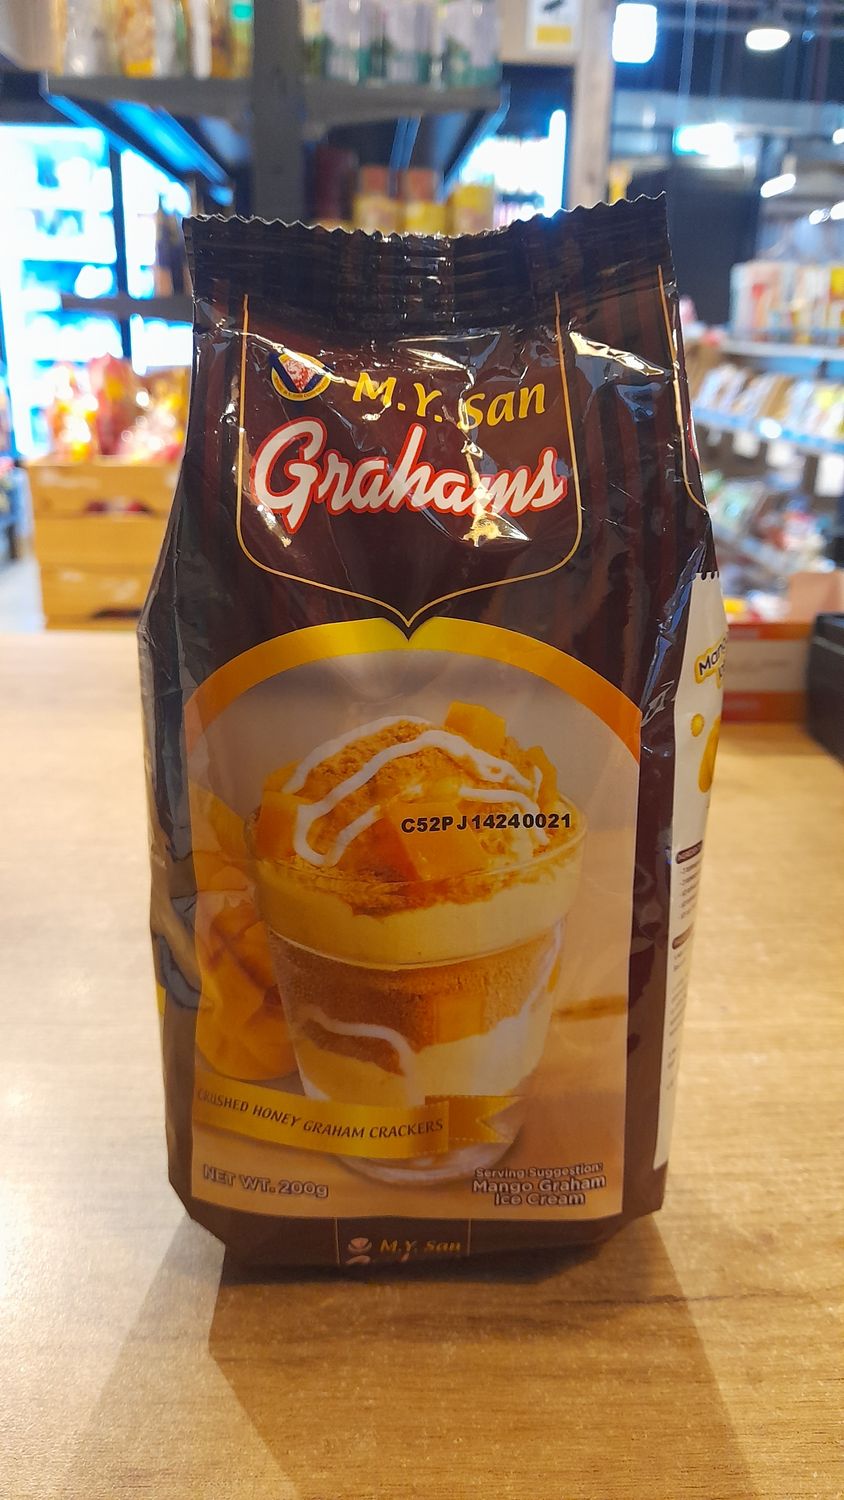 M.Y. San
Grahams
C52PJ14240021
CRUSHED HONEY GRAHAM CRACKERS
NET WT. 200g
Serving Suggestion:
Mango Graham
Ice Cream
M.Y. San